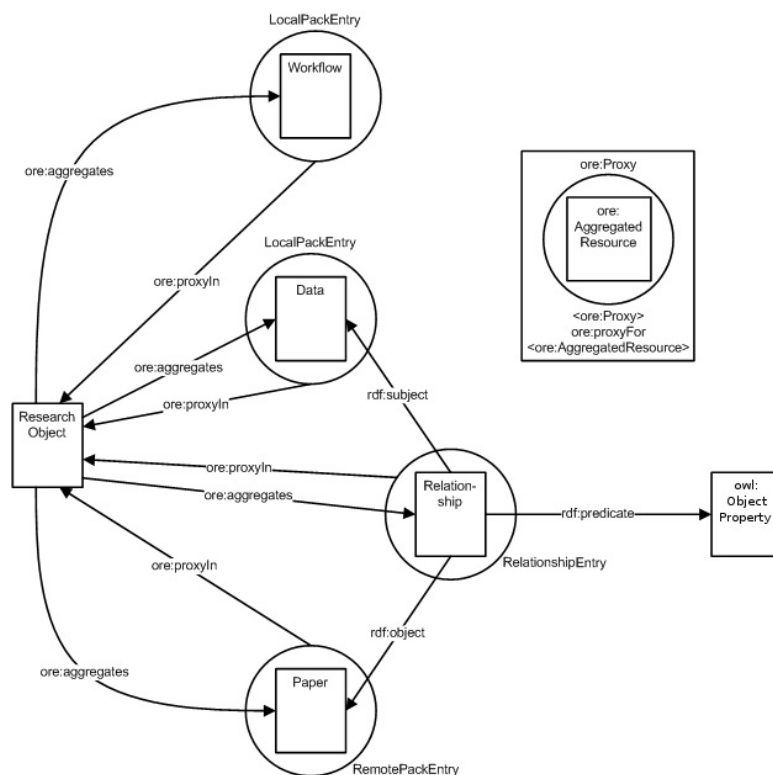 LocalPackEntry
Workflow
ore:aggregates
ore:proxyIn
LocalPackEntry
Data
ore:aggregates
ore:proxyIn
rdf:subject
Research
Object
ore:proxyIn
ore:aggregates
Relation-
ship
rdf:predicate
owl:
Object
Property
RelationshipEntry
ore:proxyIn
rdf:object
ore:aggregates
Paper
RemotePackEntry
ore:Proxy
ore:
Aggregated
Resource
<ore:Proxy>
ore:proxyFor
<ore:AggregatedResource>